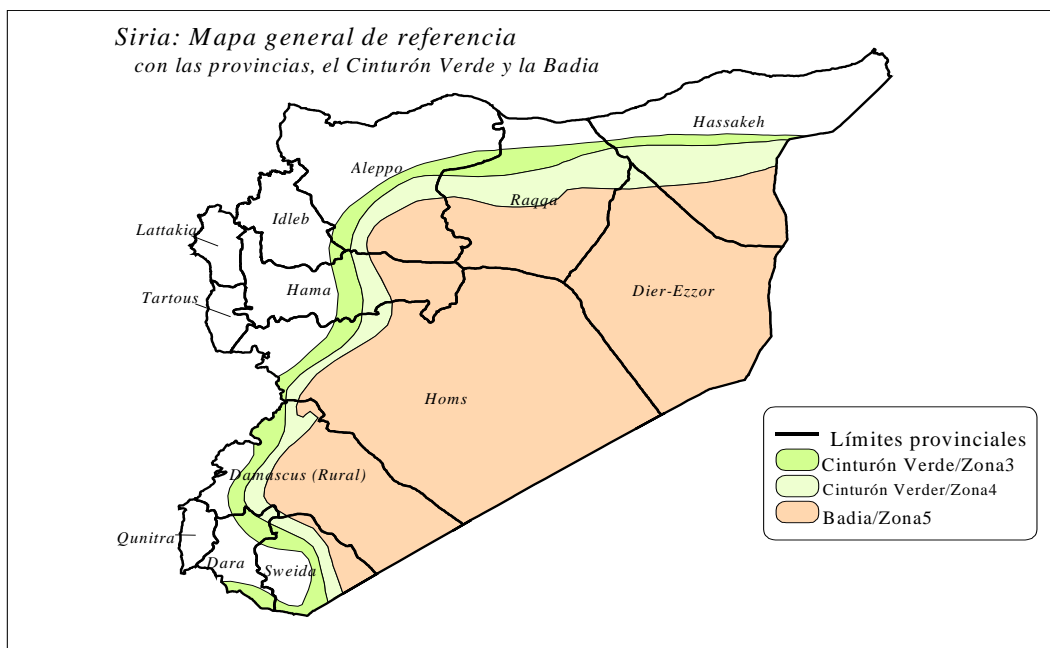 Siria: Mapa general de referencia
con las provincias, el Cinturón Verde y la Badia
Hassakeh
Aleppo
Raqqa
Idleb
Lattakia
Hama
Dier-Ezzor
Tartous
Homs
Límites provinciales
Cinturón Verde/Zona3
Cinturón Verder/Zona4
Badia/Zona5
Damascus (Rural)
Qunitra
Dara
Sweida